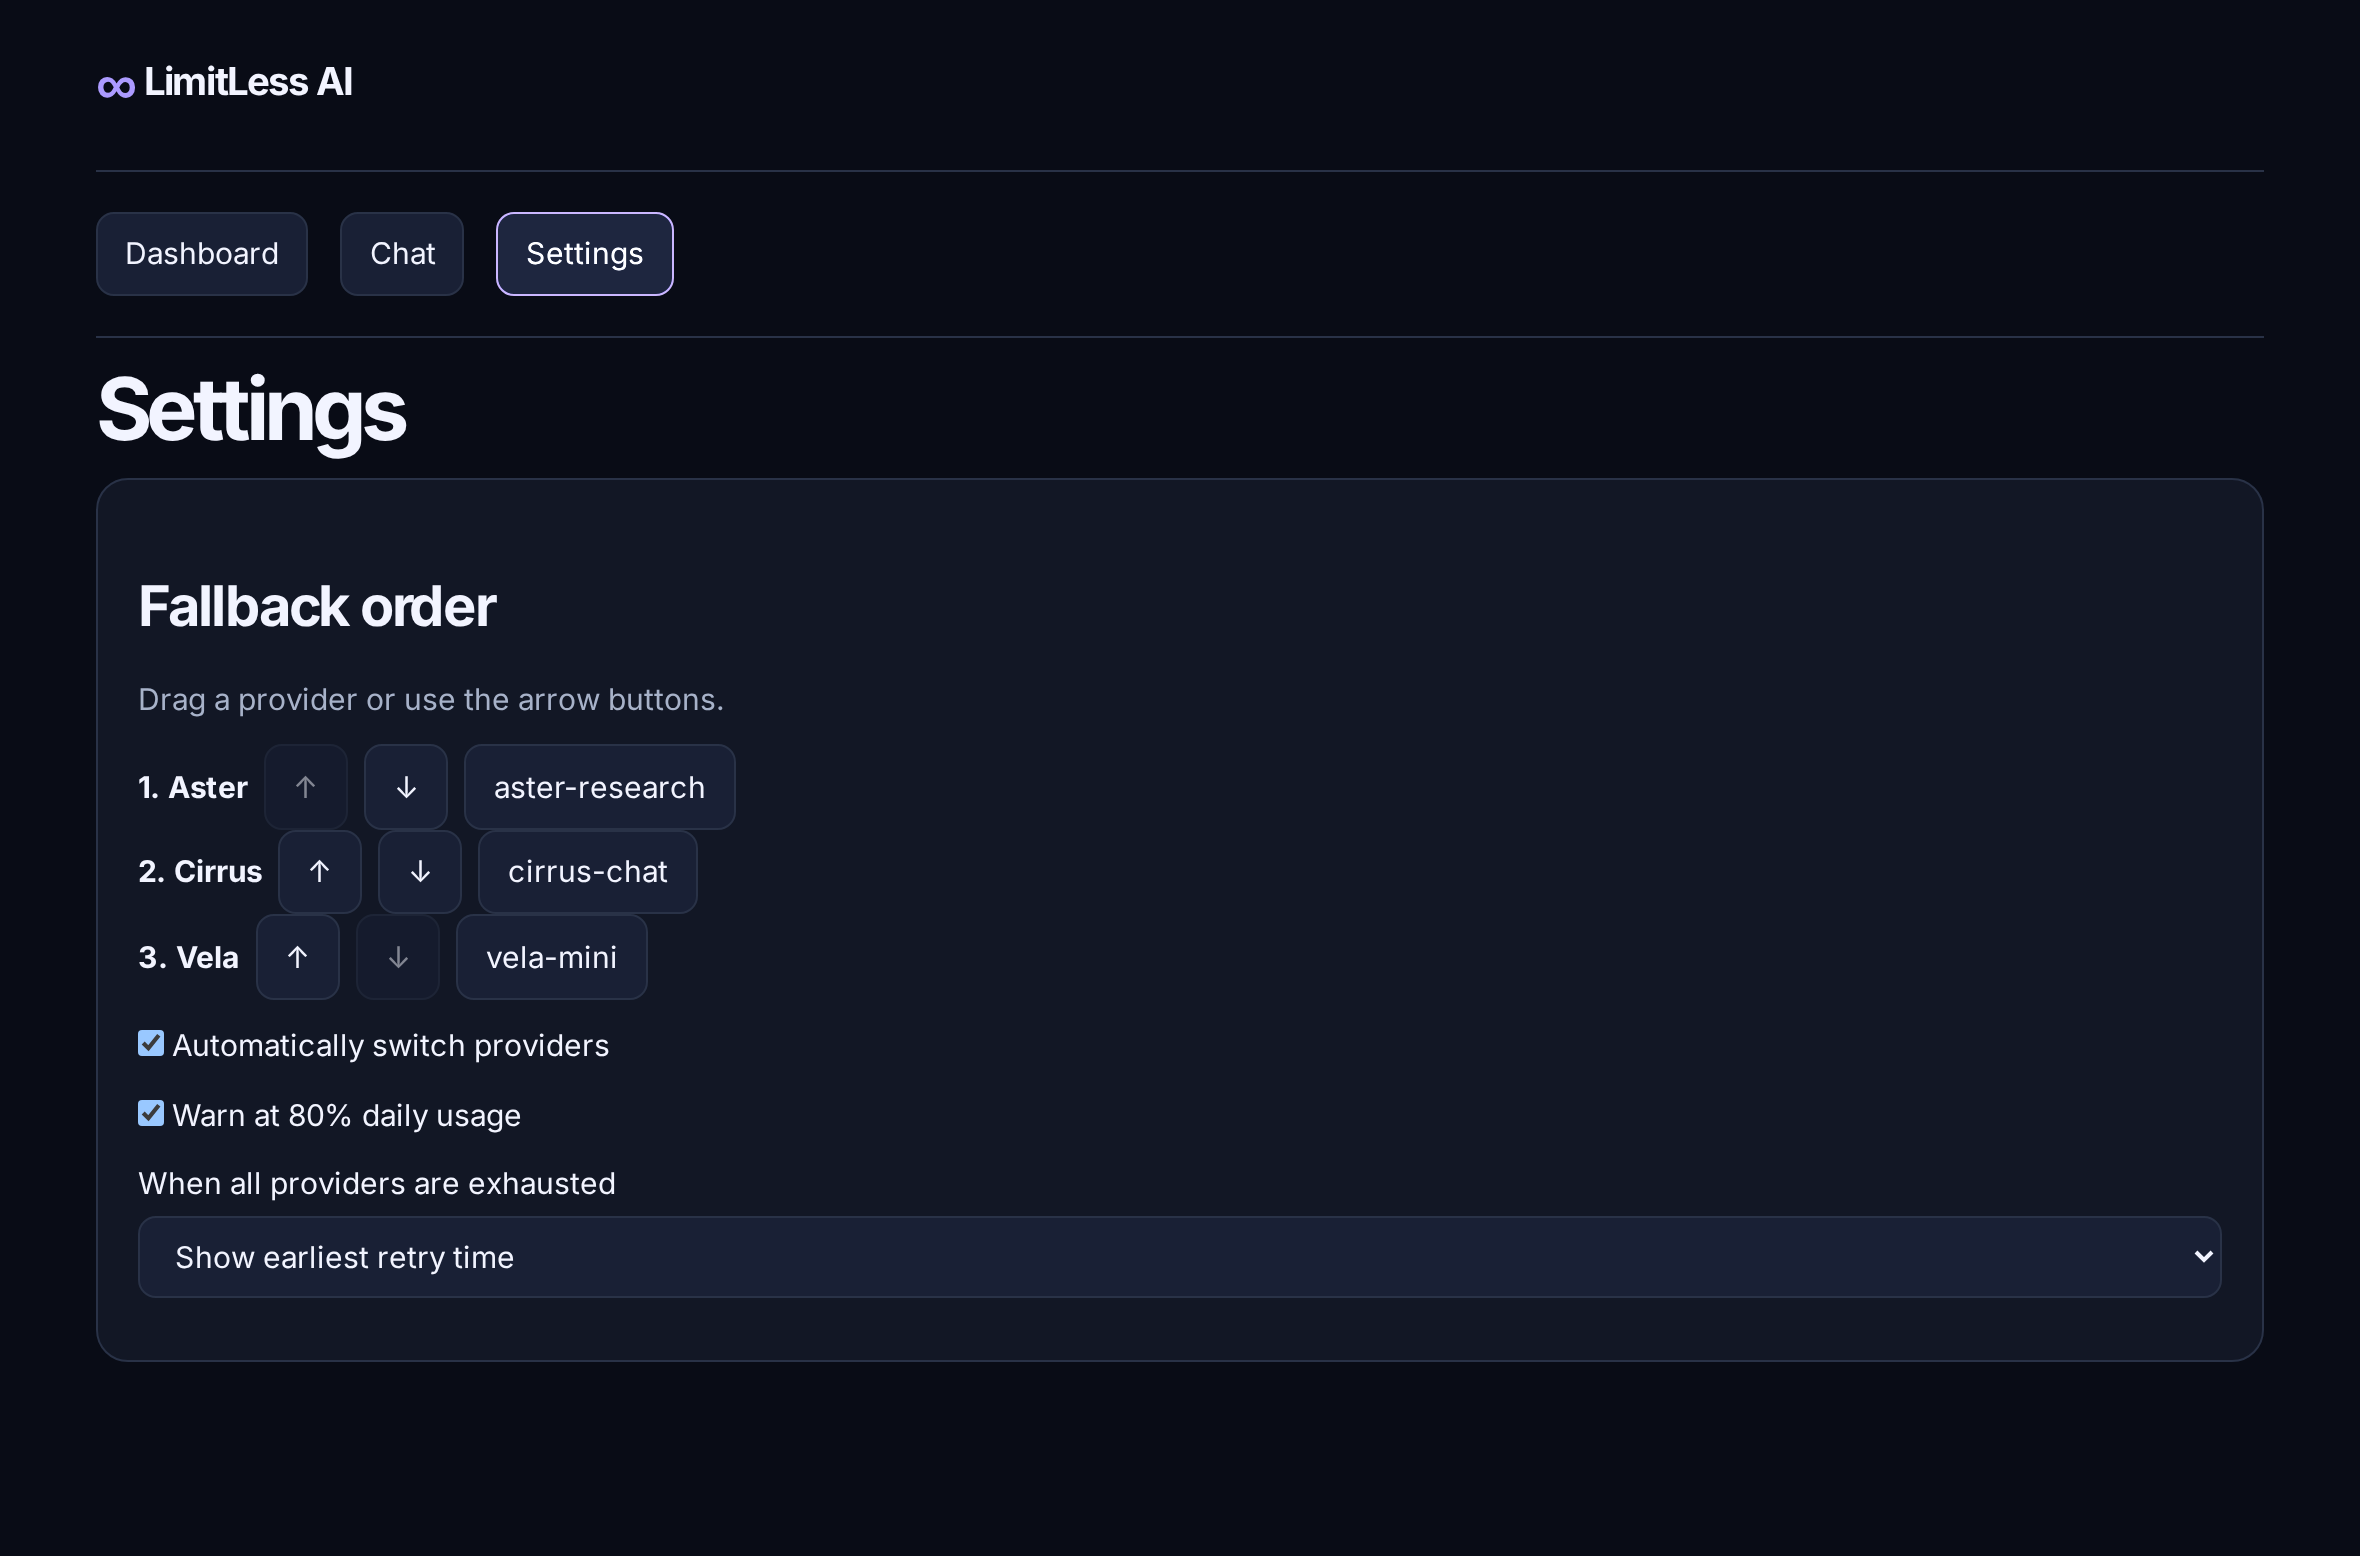 ∞ LimitLess AI
Dashboard Chat Settings
Settings
Fallback order
Drag a provider or use the arrow buttons.
1. Aster ↑ ↓ aster-research
2. Cirrus ↑ ↓ cirrus-chat
3. Vela ↑ ↓ vela-mini
Automatically switch providers
Warn at 80% daily usage
When all providers are exhausted
Show earliest retry time